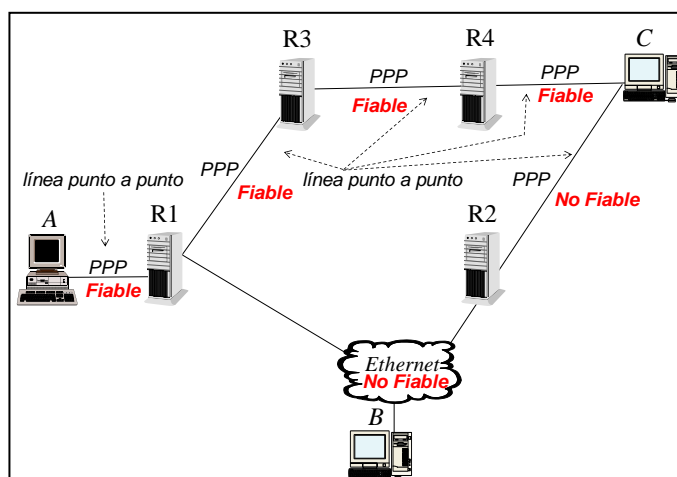 R3
R4
C
PPP
PPP
Fiable
Fiable
línea punto a punto
PPP
línea punto a punto
PPP
Fiable
No Fiable
A
R1
R2
PPP
Fiable
Ethernet
No Fiable
B